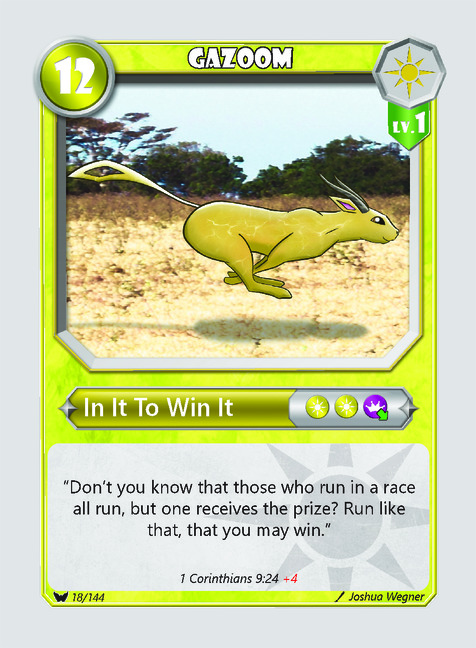 GAZOOM
12
LV.1
In It To Win It
“Don’t you know that those who run in a race
all run, but one receives the prize? Run like
that, that you may win.”
1 Corinthians 9:24 +4
18/144
Joshua Wegner